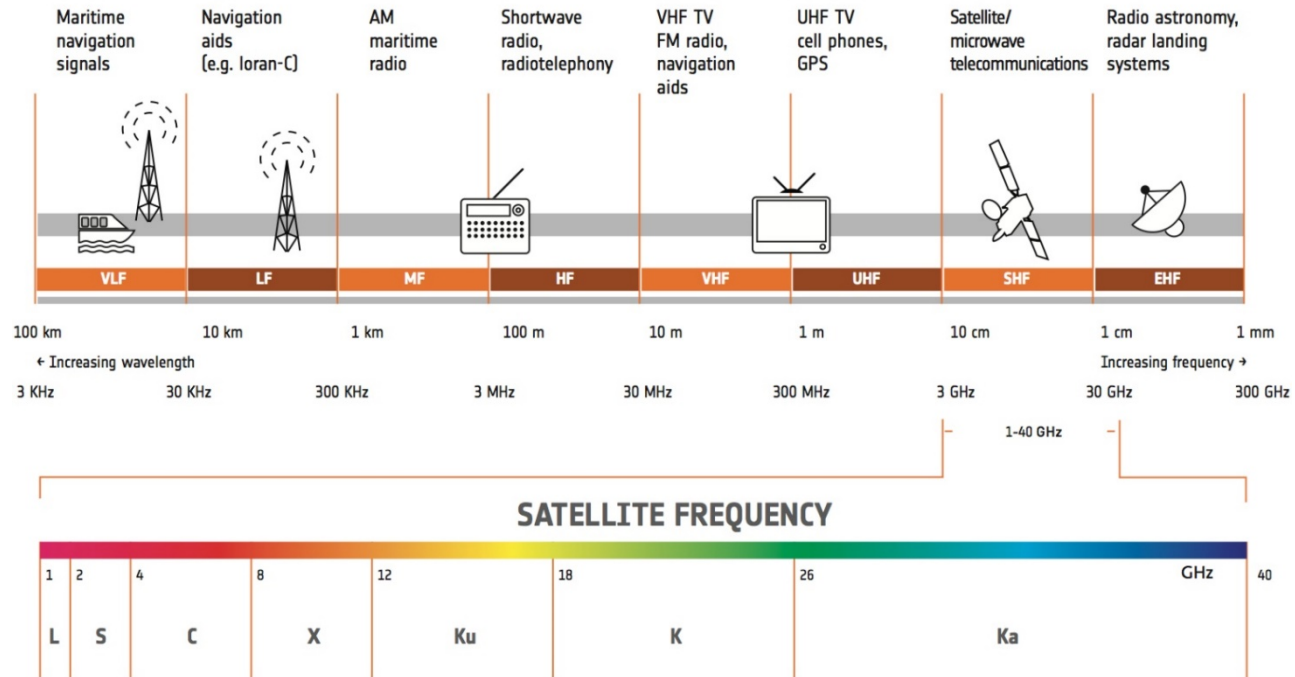 Maritime
navigation
signals
Navigation
aids
(e.g. loran-C)
AM
maritime
radio
Shortwave
radio,
radiotelephony
VHF TV
FM radio,
navigation
aids
UHF TV
cell phones,
GPS
Satellite/
microwave
telecommunications
Radio astronomy,
radar landing
systems
VLF LF MF HF VHF UHF SHF EHF
100 km 10 km 1 km 100 m 10 m 1 m 10 cm 1 cm 1 mm
← Increasing wavelength Increasing frequency →
3 KHz 30 KHz 300 KHz 3 MHz 30 MHz 300 MHz 3 GHz 30 GHz 300 GHz
1-40 GHz
SATELLITE FREQUENCY
1 2 4 8 12 18 26 GHz 40
L S C X Ku K Ka